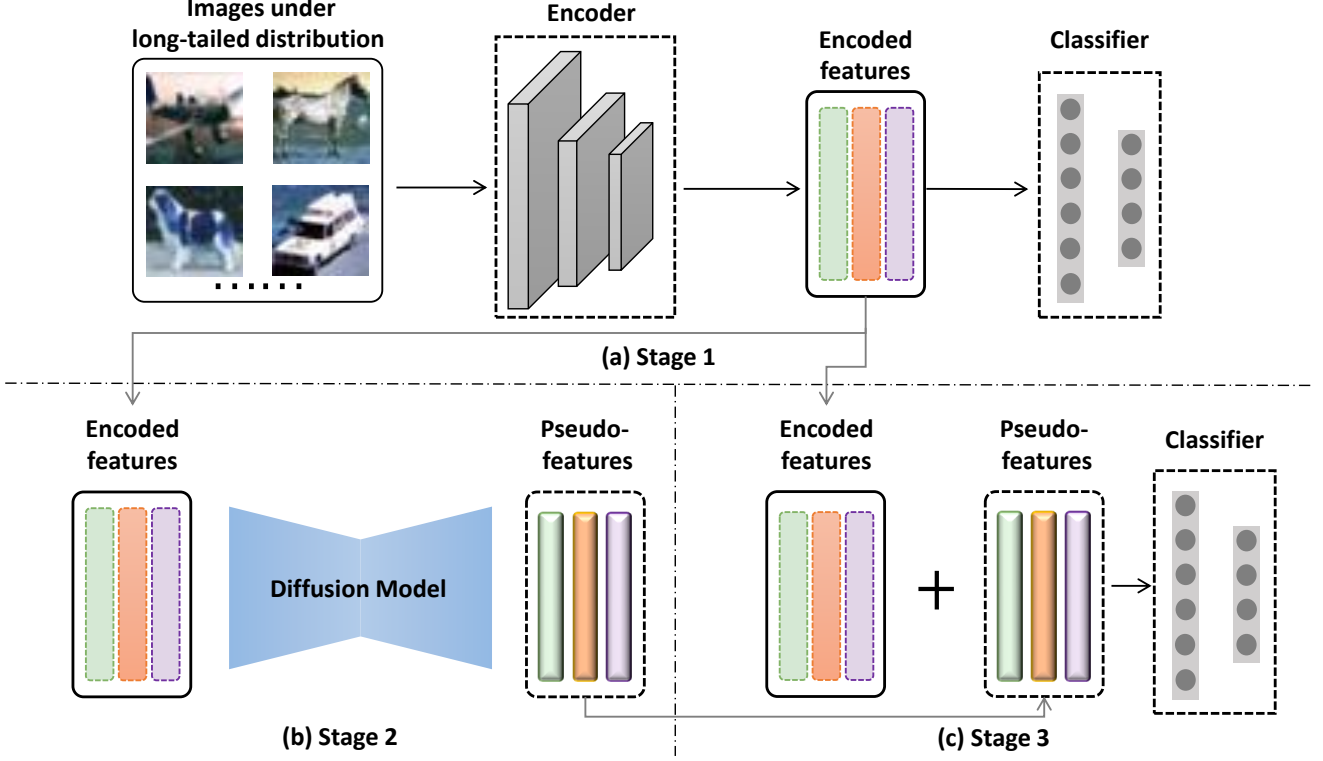 Images under
long-tailed distribution
Encoder
Encoded
features
Classifier
(a) Stage 1
Encoded
features
Diffusion Model
Pseudo-
features
(b) Stage 2
Encoded
features
+
Pseudo-
features
Classifier
(c) Stage 3